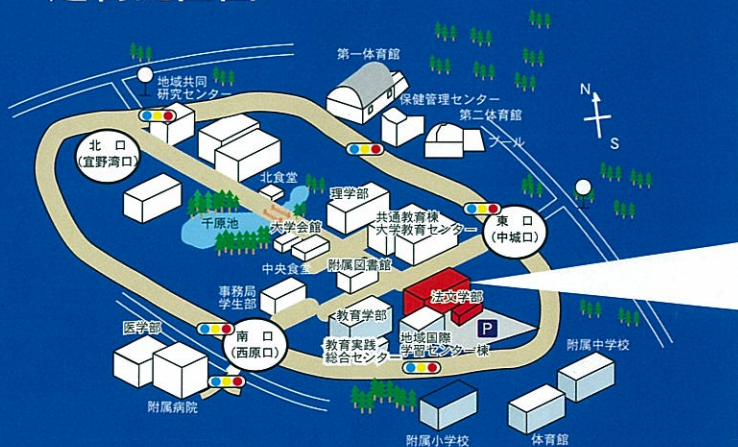 第一体育館
地域共同
研究センター
保健管理センター
第二体育館
プール
N
S
北 口
(宜野湾口)
北食堂
理学部
千原池
大学会館
共通教育棟
大学教育センター
東 口
(中城口)
中央食堂
附属図書館
事務局
学生部
法文学部
教育学部
P
医学部
南 口
(西原口)
教育実践
総合センター
地域国際
学習センター棟
附属中学校
附属病院
附属小学校
体育館